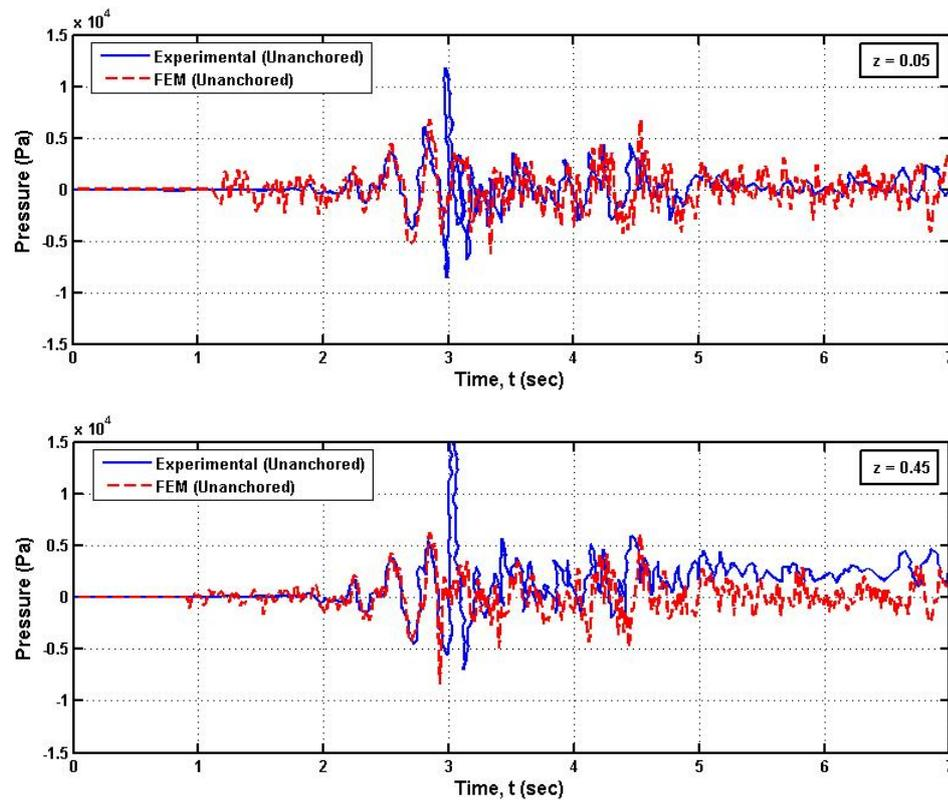 x 10^4
1.5
1
0.5
0
-0.5
-1
-1.5
Pressure (Pa)
Experimental (Unanchored)
FEM (Unanchored)
z = 0.05
0 1 2 3 4 5 6 7
Time, t (sec)
x 10^4
1.5
1
0.5
0
-0.5
-1
-1.5
Pressure (Pa)
Experimental (Unanchored)
FEM (Unanchored)
z = 0.45
0 1 2 3 4 5 6 7
Time, t (sec)